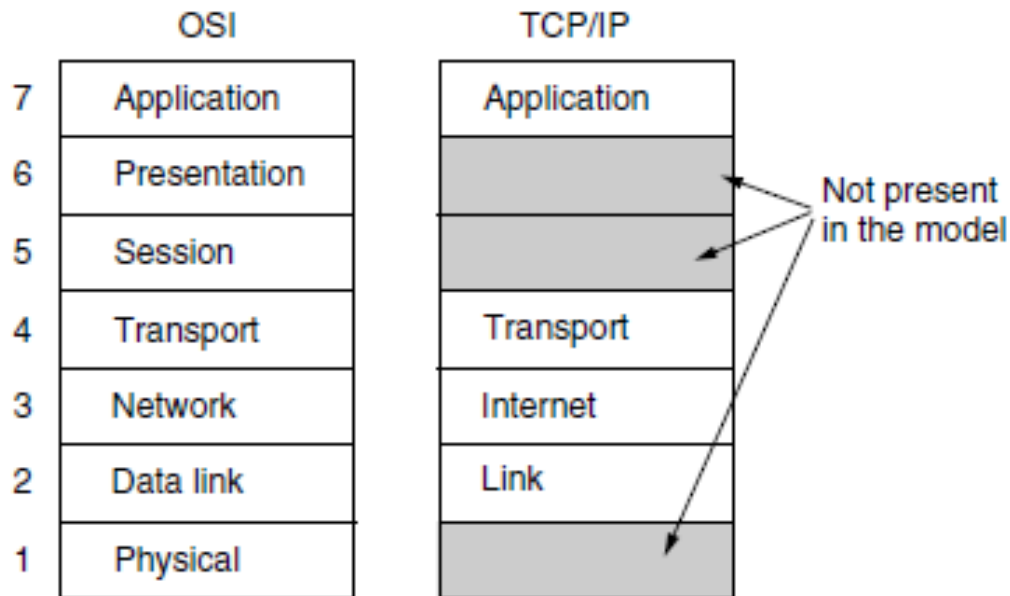 OSI
TCP/IP
7
Application
Application
6
Presentation
5
Session
4
Transport
Transport
3
Network
Internet
2
Data link
Link
1
Physical
Not present
in the model